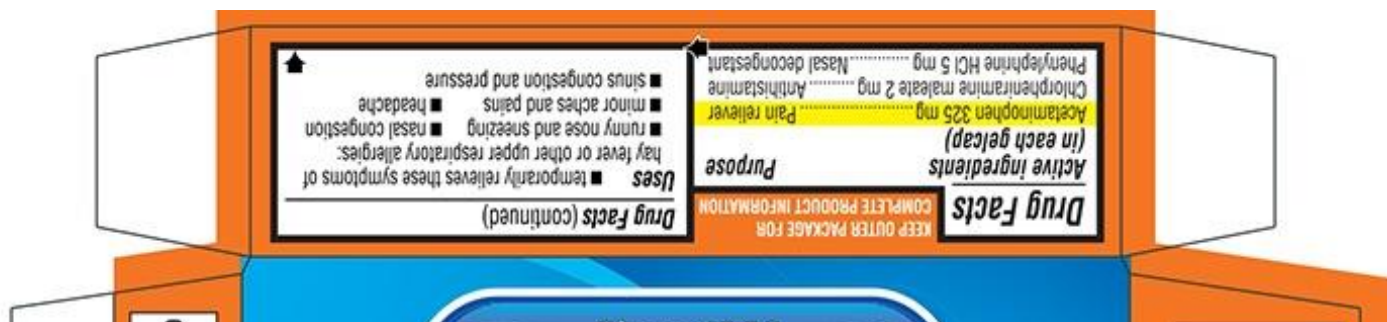 Drug Facts
KEEP OUTER PACKAGE FOR
COMPLETE PRODUCT INFORMATION
Active ingredients
(in each gelcap) Purpose
Acetaminophen 325 mg.................... Pain reliever
Chlorpheniramine maleate 2 mg .......... Antihistamine
Phenylephrine HCl 5 mg ..............Nasal decongestant
Drug Facts (continued)
Uses ■ temporarily relieves these symptoms of
hay fever or other upper respiratory allergies:
■ runny nose and sneezing ■ nasal congestion
■ minor aches and pains ■ headache
■ sinus congestion and pressure